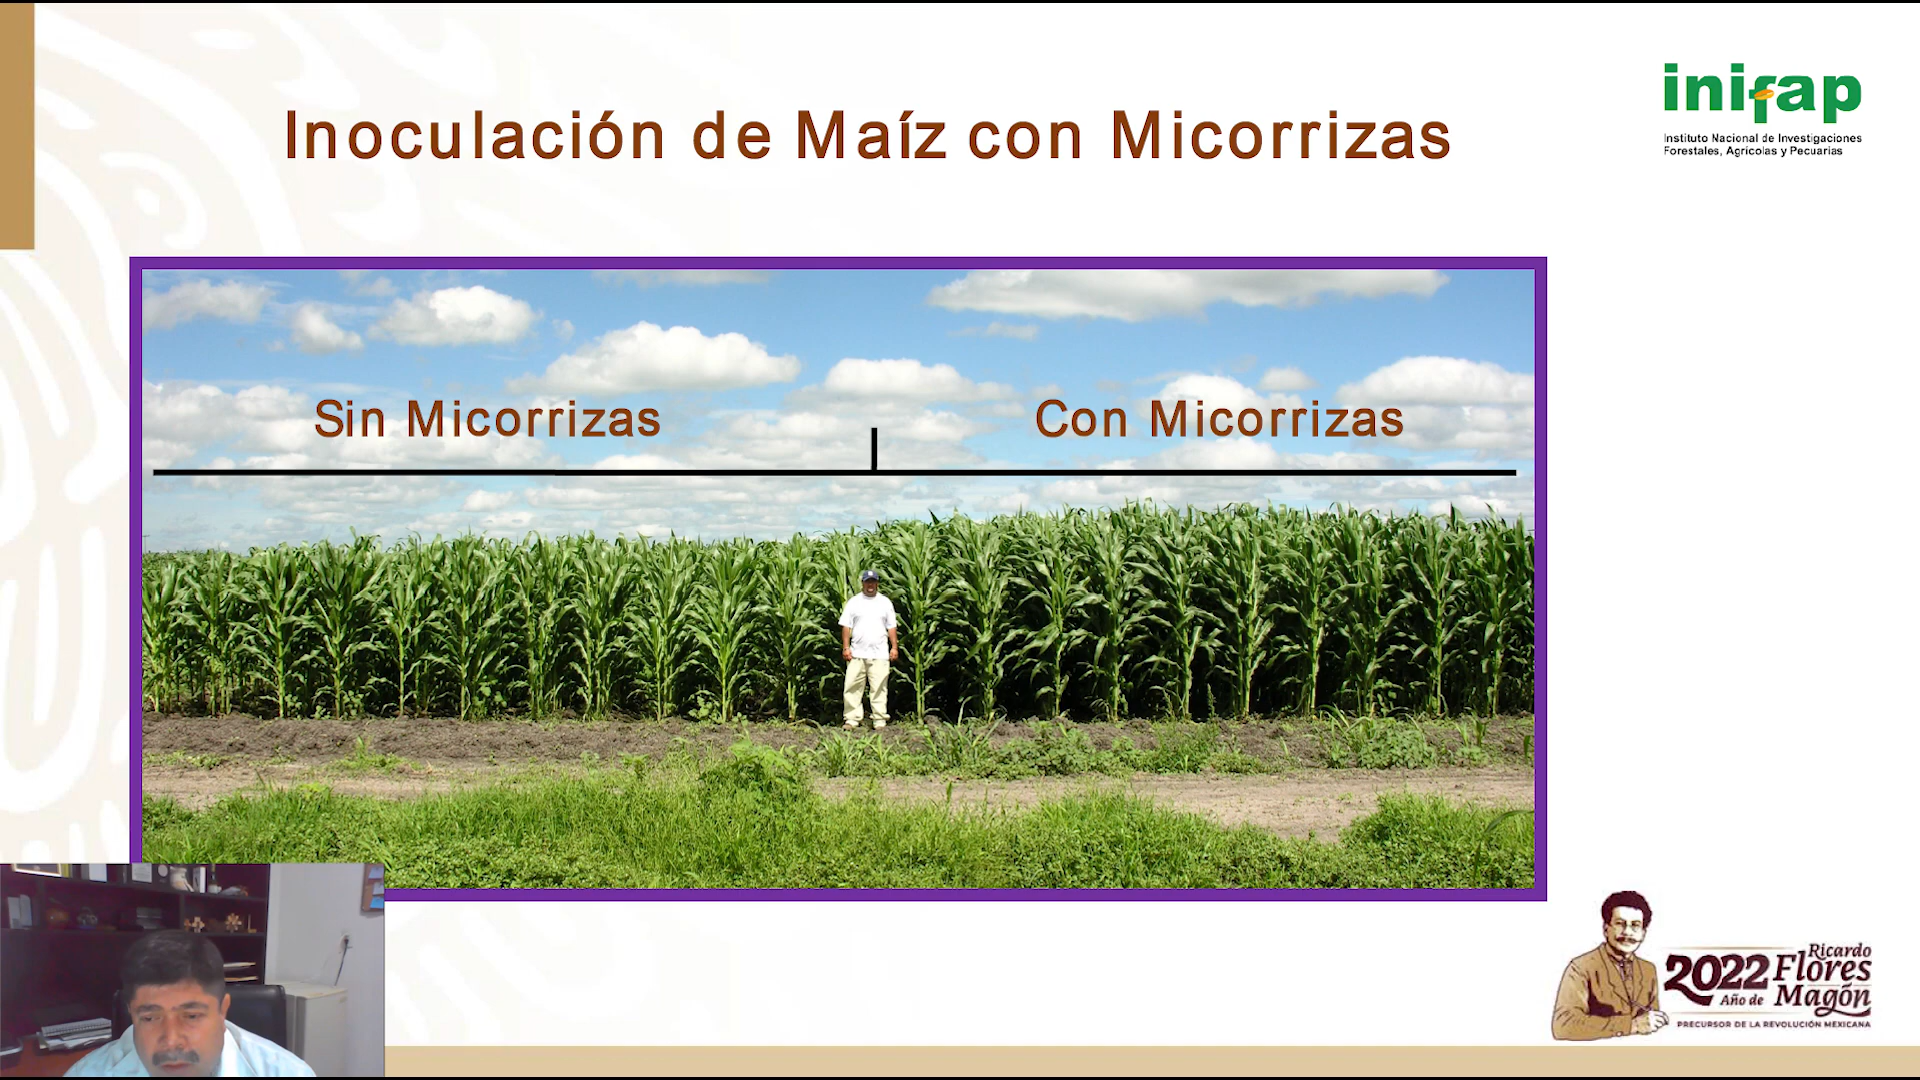 Inoculación de Maíz con Micorrizas
inifap
Instituto Nacional de Investigaciones
Forestales, Agrícolas y Pecuarias
Sin Micorrizas
Con Micorrizas
2022 Ricardo
Año de Flores
Magón
PRECURSOR DE LA REVOLUCIÓN MEXICANA